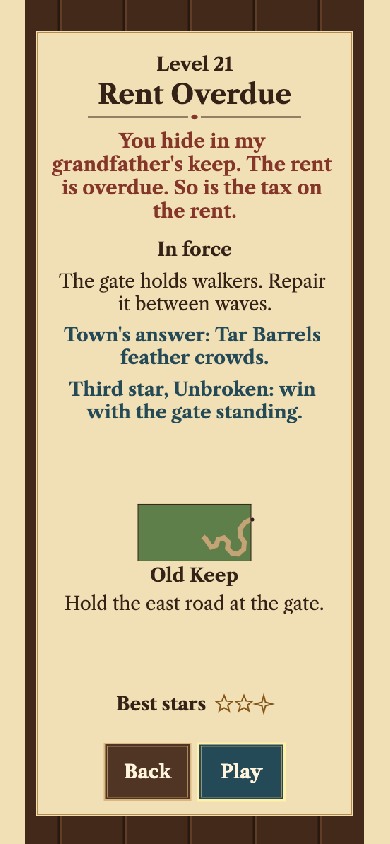 Level 21
Rent Overdue
You hide in my
grandfather's keep. The rent
is overdue. So is the tax on
the rent.
In force
The gate holds walkers. Repair
it between waves.
Town's answer: Tar Barrels
feather crowds.
Third star, Unbroken: win
with the gate standing.
Old Keep
Hold the east road at the gate.
Best stars
Back
Play